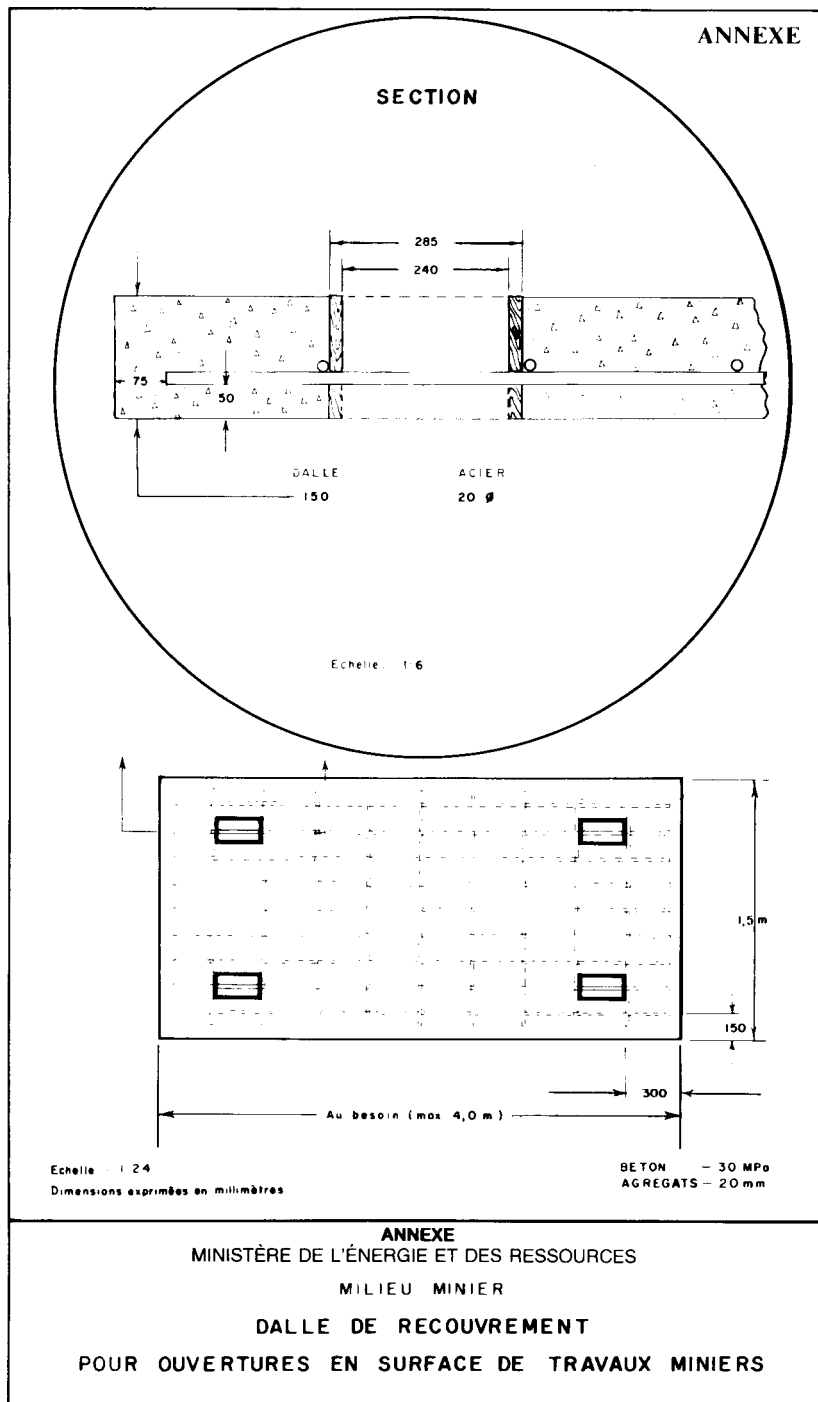 ANNEXE
SECTION
285
240
75
50
DALLE ACIER
150 20 Ø
Echelle 1:6
1,5 m
150
300
Au besoin (max 4,0 m)
Echelle 1:24
Dimensions exprimées en millimètres
BETON — 30 MPa
AGREGATS — 20 mm
ANNEXE
MINISTÈRE DE L'ÉNERGIE ET DES RESSOURCES
MILIEU MINIER
DALLE DE RECOUVREMENT
POUR OUVERTURES EN SURFACE DE TRAVAUX MINIERS